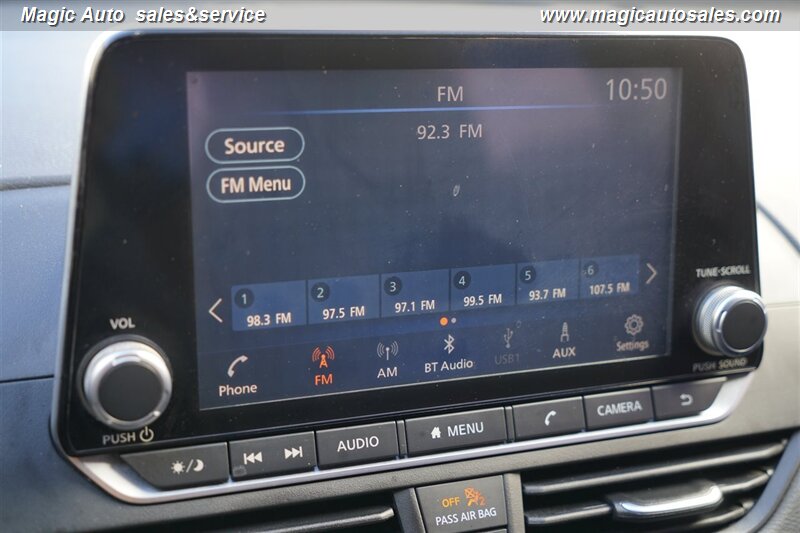 Magic Auto sales&service
www.magicautosales.com
FM
10:50
92.3 FM
Source
FM Menu
1 98.3 FM
2 97.5 FM
3 97.1 FM
4 99.5 FM
5 93.7 FM
6 107.5 FM
Phone
FM
AM
BT Audio
USB1
AUX
Settings
VOL
PUSH
TUNE·SCROLL
PUSH SOUND
AUDIO
MENU
CAMERA
OFF 2
PASS AIR BAG